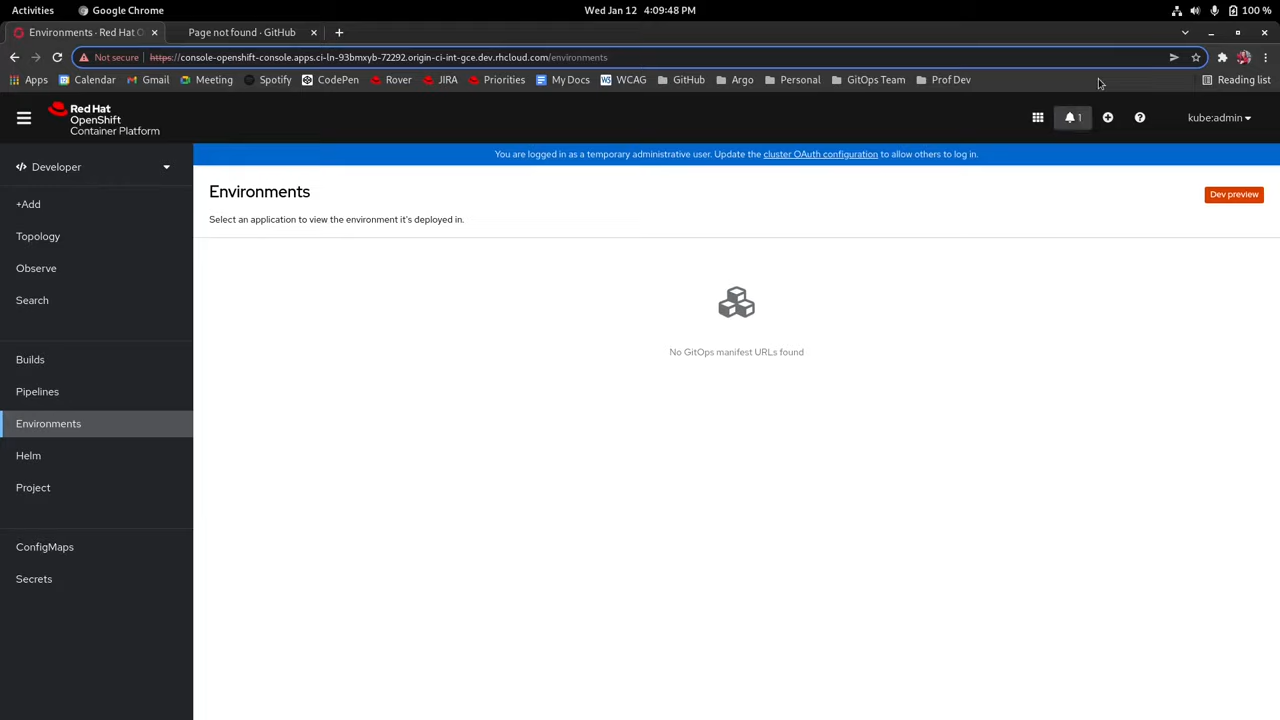 Activities
Google Chrome
Wed Jan 12 4:09:48 PM
100 %
Environments · Red Hat O
Page not found · GitHub
Not secure
https://console-openshift-console.apps.ci-ln-93bmxyb-72292.origin-ci-int-gce.dev.rhcloud.com/environments
Apps
Calendar
Gmail
Meeting
Spotify
CodePen
Rover
JIRA
Priorities
My Docs
WCAG
GitHub
Argo
Personal
GitOps Team
Prof Dev
Reading list
Red Hat
OpenShift
Container Platform
1
kube:admin
Developer
You are logged in as a temporary administrative user. Update the cluster OAuth configuration to allow others to log in.
Environments
Dev preview
Select an application to view the environment it's deployed in.
+Add
Topology
Observe
Search
Builds
Pipelines
Environments
Helm
Project
ConfigMaps
Secrets
No GitOps manifest URLs found